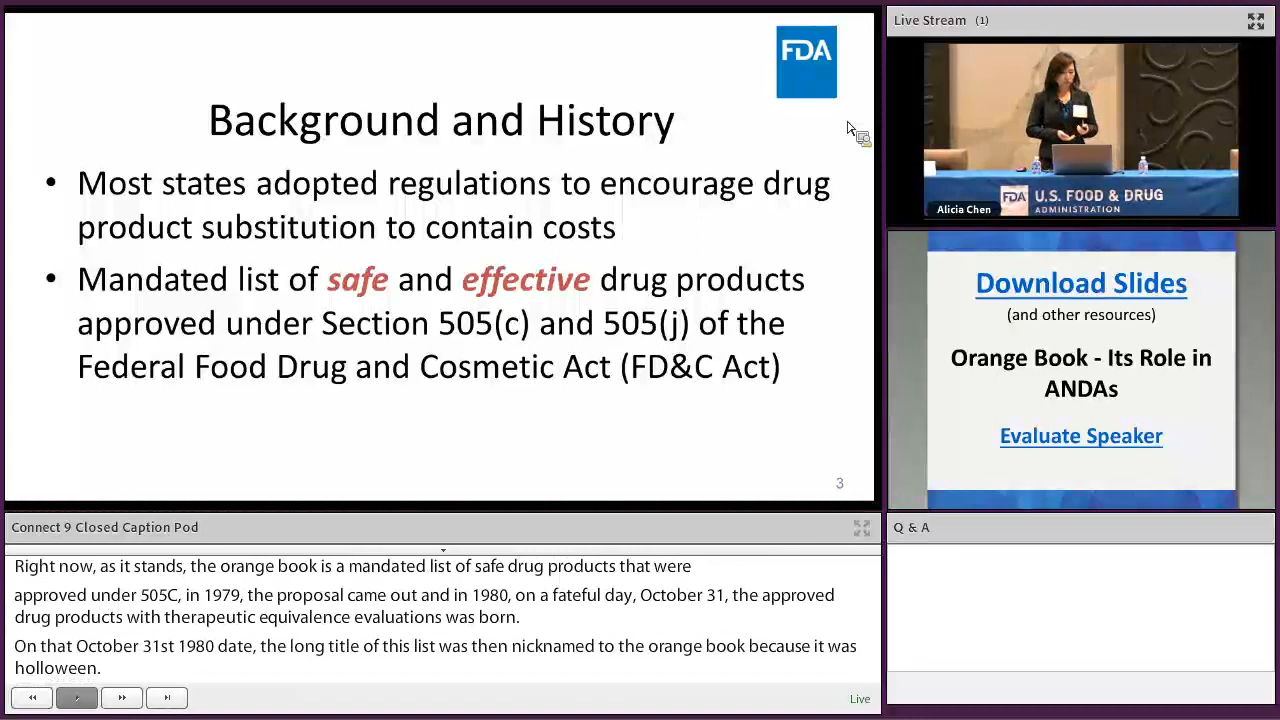 FDA
Background and History
• Most states adopted regulations to encourage drug
product substitution to contain costs
• Mandated list of safe and effective drug products
approved under Section 505(c) and 505(j) of the
Federal Food Drug and Cosmetic Act (FD&C Act)
3
Live Stream (1)
Alicia Chen
FDA
U.S. FOOD & DRUG
ADMINISTRATION
Download Slides
(and other resources)
Orange Book - Its Role in
ANDAs
Evaluate Speaker
Connect 9 Closed Caption Pod
Right now, as it stands, the orange book is a mandated list of safe drug products that were
approved under 505C, in 1979, the proposal came out and in 1980, on a fateful day, October 31, the approved
drug products with therapeutic equivalence evaluations was born.
On that October 31st 1980 date, the long title of this list was then nicknamed to the orange book because it was
holloween.
Live
Q & A